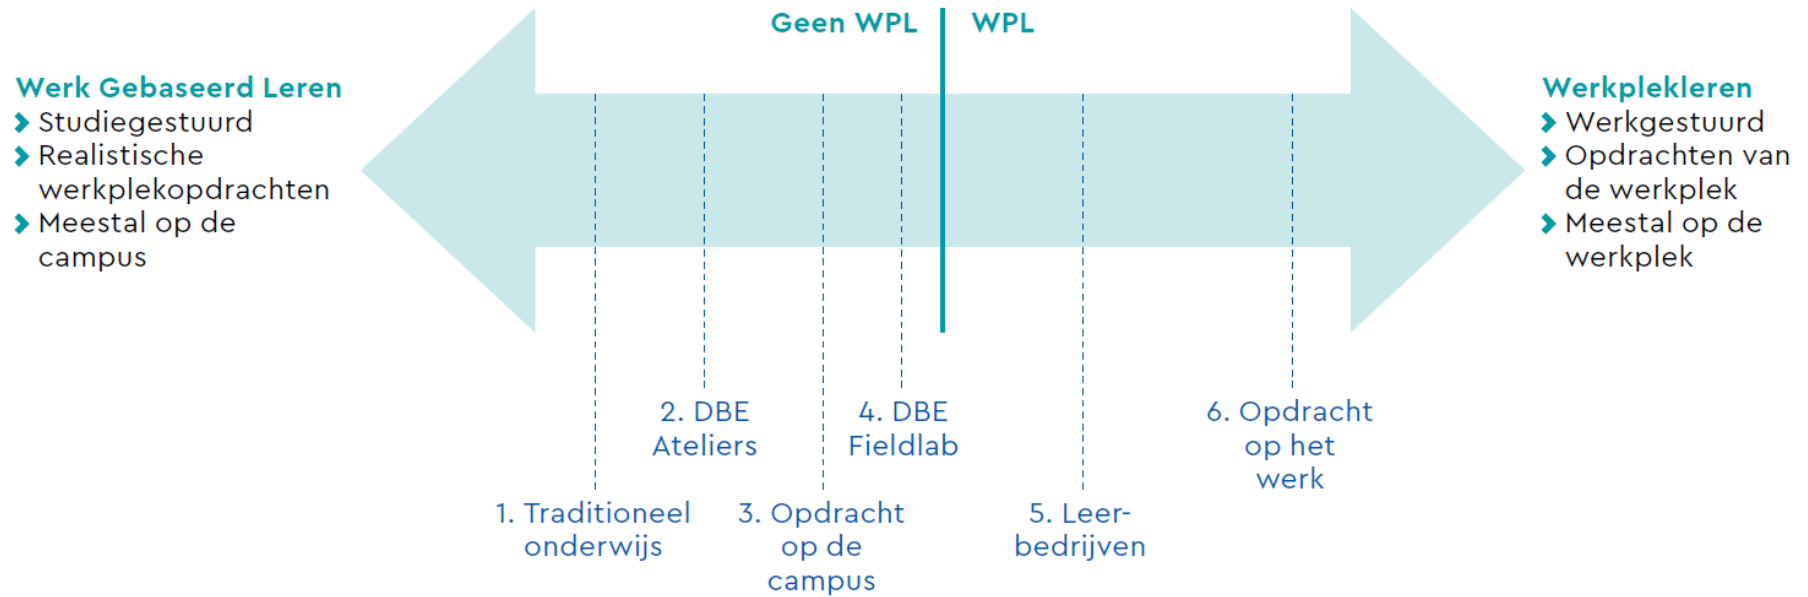 Geen WPL
WPL
Werk Gebaseerd Leren
Studiegestuurd
Realistische
werkplekopdrachten
Meestal op de
campus
Werkplekleren
Werkgestuurd
Opdrachten van
de werkplek
Meestal op de
werkplek
1. Traditioneel
onderwijs
2. DBE
Ateliers
3. Opdracht
op de
campus
4. DBE
Fieldlab
5. Leer-
bedrijven
6. Opdracht
op het
werk